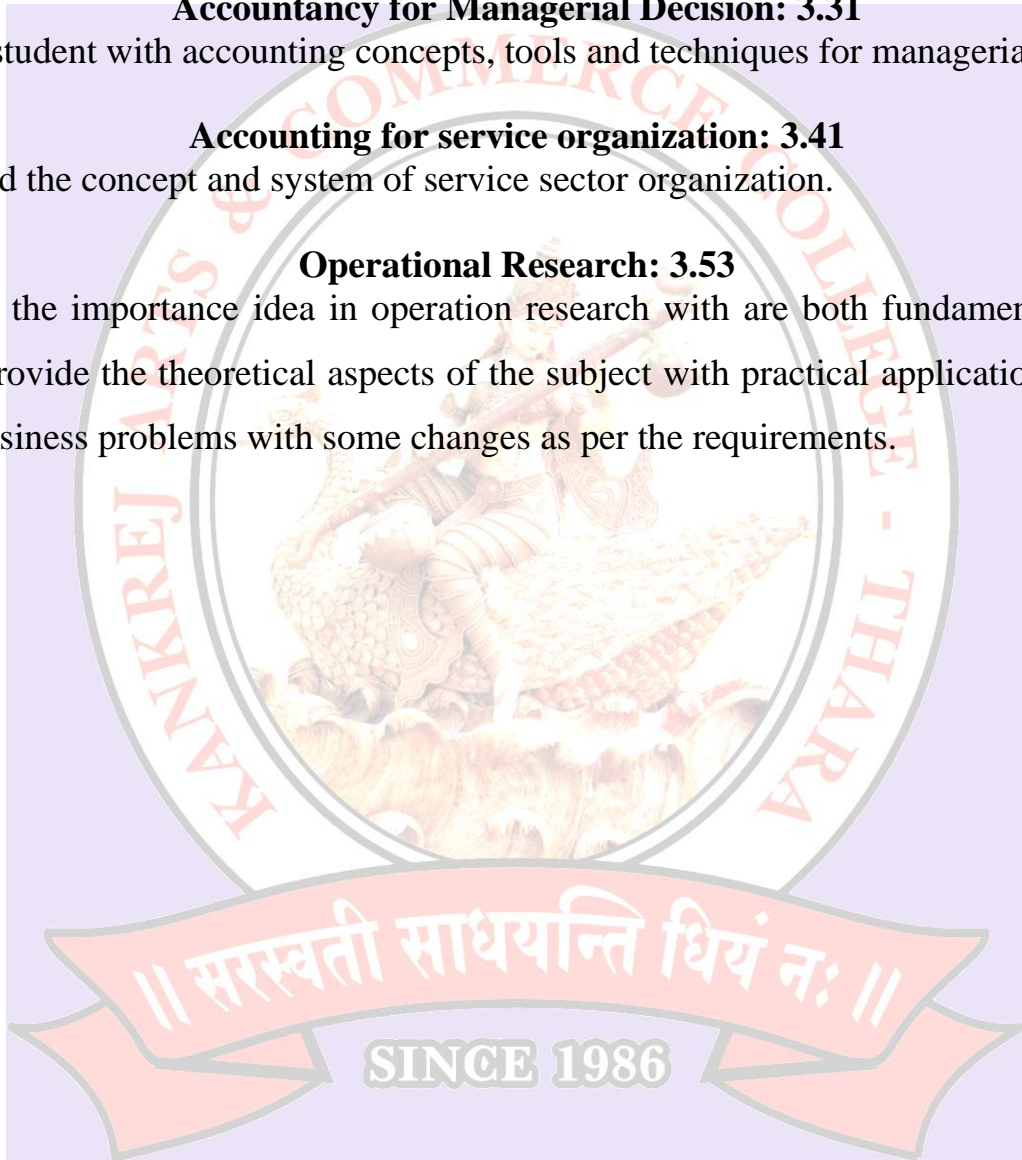 Accountancy for Managerial Decision: 3.31
student with accounting concepts, tools and techniques for manageria
Accounting for service organization: 3.41
d the concept and system of service sector organization.
Operational Research: 3.53
the importance idea in operation research with are both fundamen
rovide the theoretical aspects of the subject with practical applicatio
siness problems with some changes as per the requirements.
KANKREJ ARTS & COMMERCE COLLEGE - THARA
|| सरस्वती साधयन्ति धियं नः ||
SINCE 1986